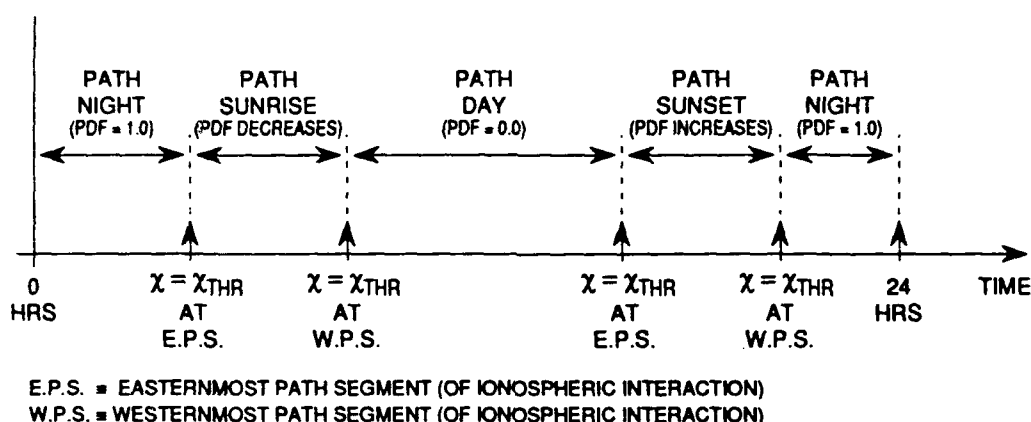 PATH
NIGHT
(PDF = 1.0)
PATH
SUNRISE
(PDF DECREASES)
PATH
DAY
(PDF = 0.0)
PATH
SUNSET
(PDF INCREASES)
PATH
NIGHT
(PDF = 1.0)
0
HRS
χ = χTHR
AT
E.P.S.
χ = χTHR
AT
W.P.S.
χ = χTHR
AT
E.P.S.
χ = χTHR
AT
W.P.S.
24
HRS
TIME
E.P.S. = EASTERNMOST PATH SEGMENT (OF IONOSPHERIC INTERACTION)
W.P.S. = WESTERNMOST PATH SEGMENT (OF IONOSPHERIC INTERACTION)